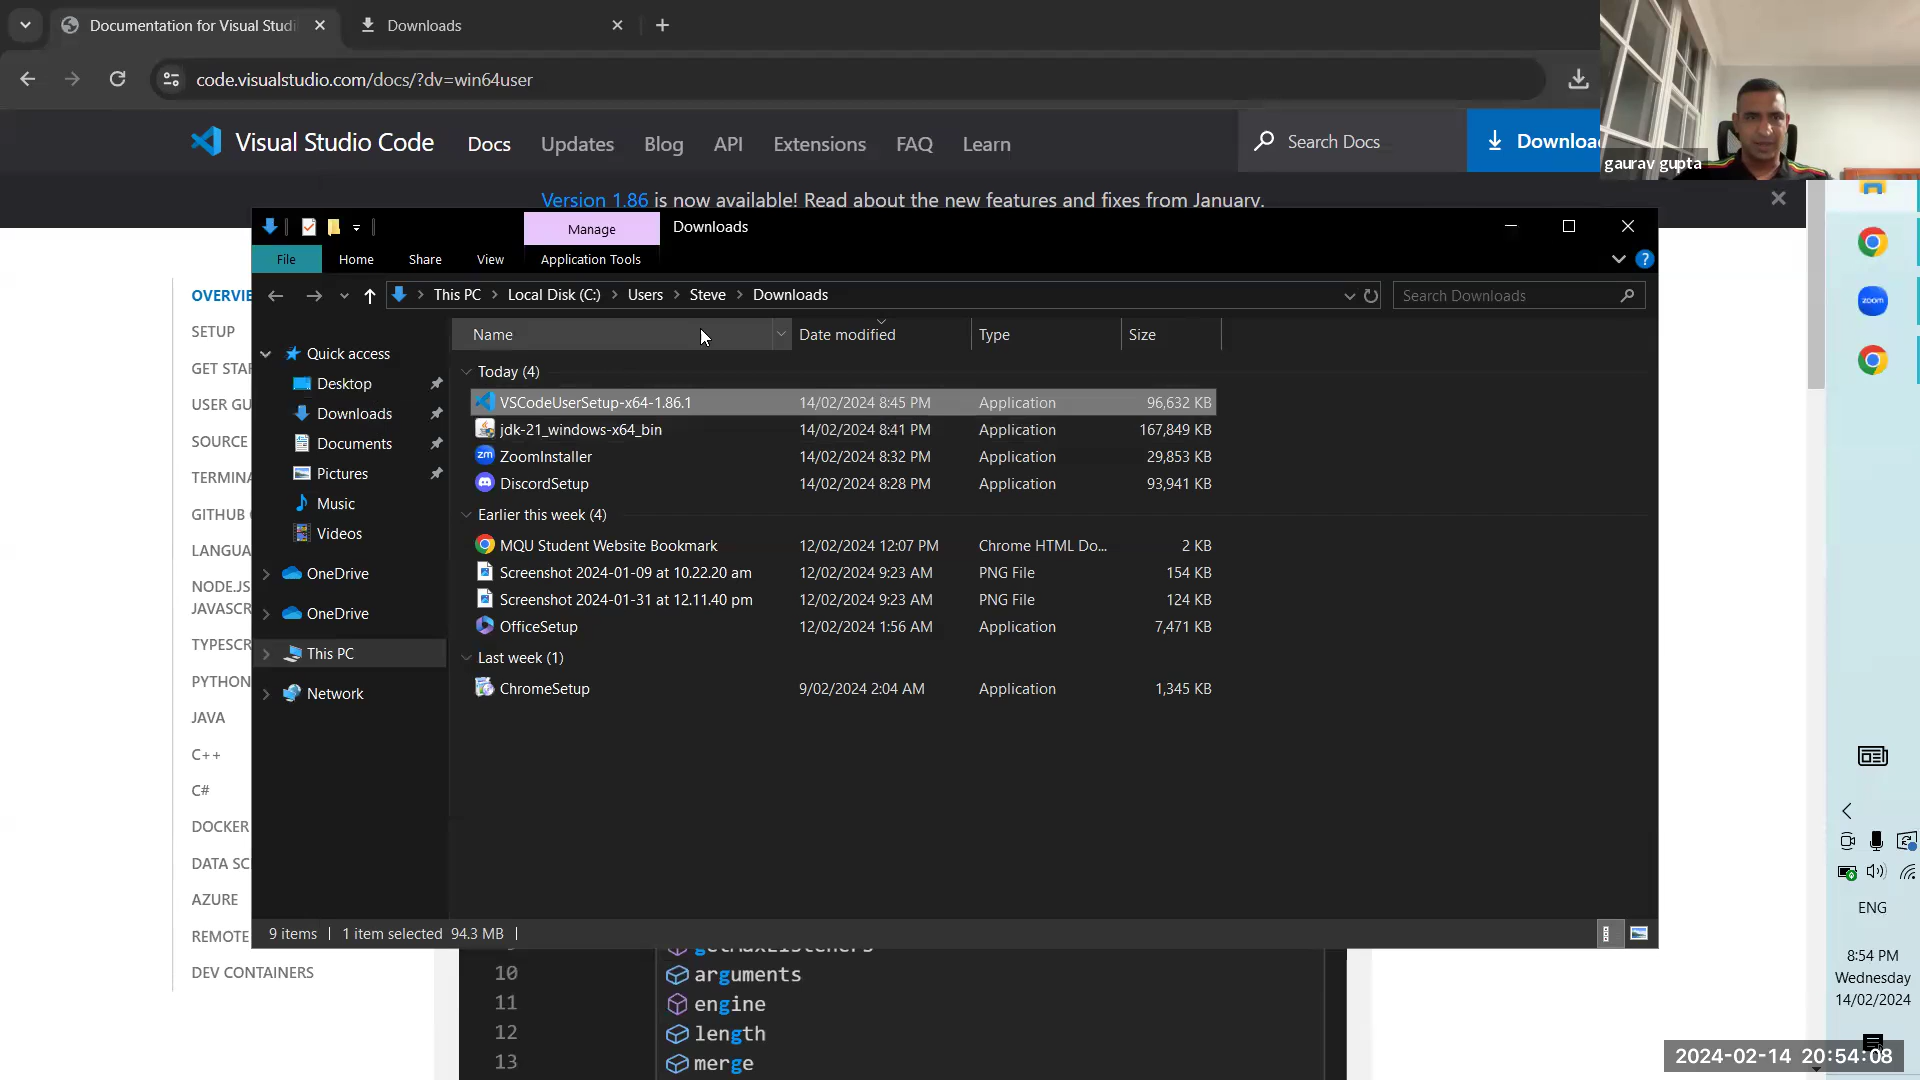 Documentation for Visual Studi
Downloads
code.visualstudio.com/docs/?dv=win64user
Visual Studio Code
Docs
Updates
Blog
API
Extensions
FAQ
Learn
Search Docs
Downloa
gaurav gupta
Version 1.86 is now available! Read about the new features and fixes from January.
Manage
Downloads
File
Home
Share
View
Application Tools
This PC
Local Disk (C:)
Users
Steve
Downloads
Search Downloads
Name
Date modified
Type
Size
Today (4)
VSCodeUserSetup-x64-1.86.1 14/02/2024 8:45 PM Application 96,632 KB
jdk-21_windows-x64_bin 14/02/2024 8:41 PM Application 167,849 KB
ZoomInstaller 14/02/2024 8:32 PM Application 29,853 KB
DiscordSetup 14/02/2024 8:28 PM Application 93,941 KB
Earlier this week (4)
MQU Student Website Bookmark 12/02/2024 12:07 PM Chrome HTML Do... 2 KB
Screenshot 2024-01-09 at 10.22.20 am 12/02/2024 9:23 AM PNG File 154 KB
Screenshot 2024-01-31 at 12.11.40 pm 12/02/2024 9:23 AM PNG File 124 KB
OfficeSetup 12/02/2024 1:56 AM Application 7,471 KB
Last week (1)
ChromeSetup 9/02/2024 2:04 AM Application 1,345 KB
Quick access
Desktop
Downloads
Documents
Pictures
Music
Videos
OneDrive
OneDrive
This PC
Network
9 items
1 item selected 94.3 MB
OVERVIE
SETUP
GET STA
USER GU
SOURCE
TERMINA
GITHUB
LANGUA
NODE.JS
JAVASCR
TYPESCR
PYTHON
JAVA
C++
C#
DOCKER
DATA SC
AZURE
REMOTE
DEV CONTAINERS
10 arguments
11 engine
12 length
13 merge
zoom
ENG
8:54 PM
Wednesday
14/02/2024
2024-02-14 20:54:08